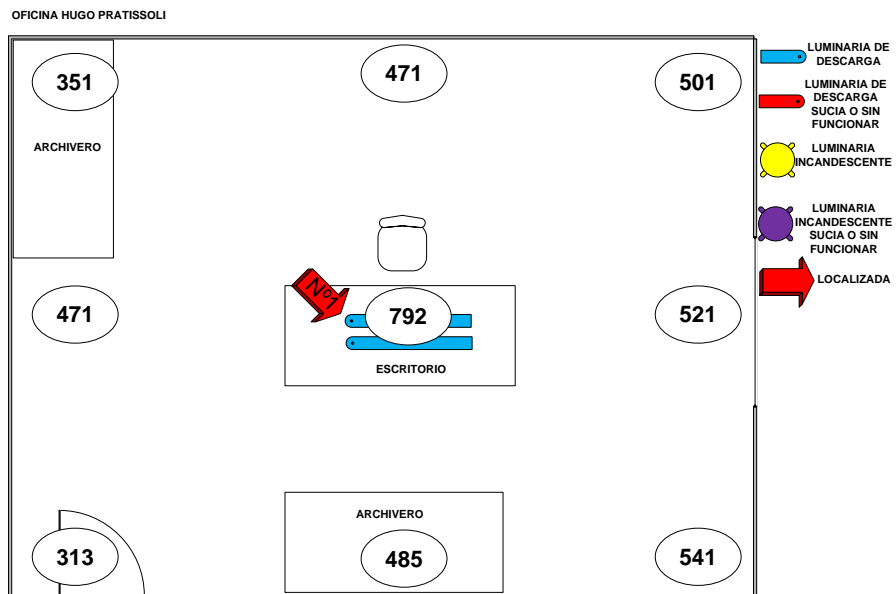 OFICINA HUGO PRATISSOLI
351
471
501
ARCHIVERO
471
Nº1
792
521
ESCRITORIO
ARCHIVERO
313
485
541
LUMINARIA DE
DESCARGA
LUMINARIA DE
DESCARGA
SUCIA O SIN
FUNCIONAR
LUMINARIA
INCANDESCENTE
LUMINARIA
INCANDESCENTE
SUCIA O SIN
FUNCIONAR
LOCALIZADA